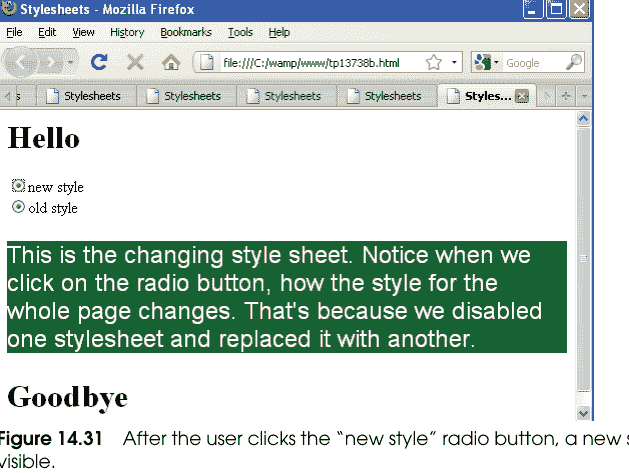 Stylesheets - Mozilla Firefox
File Edit View History Bookmarks Tools Help
file:///C:/wamp/www/tp13738b.html Google
s Stylesheets Stylesheets Stylesheets Stylesheets Styles...
Hello
new style
old style
This is the changing style sheet. Notice when we
click on the radio button, how the style for the
whole page changes. That's because we disabled
one stylesheet and replaced it with another.
Goodbye
Figure 14.31 After the user clicks the “new style” radio button, a new s
visible.